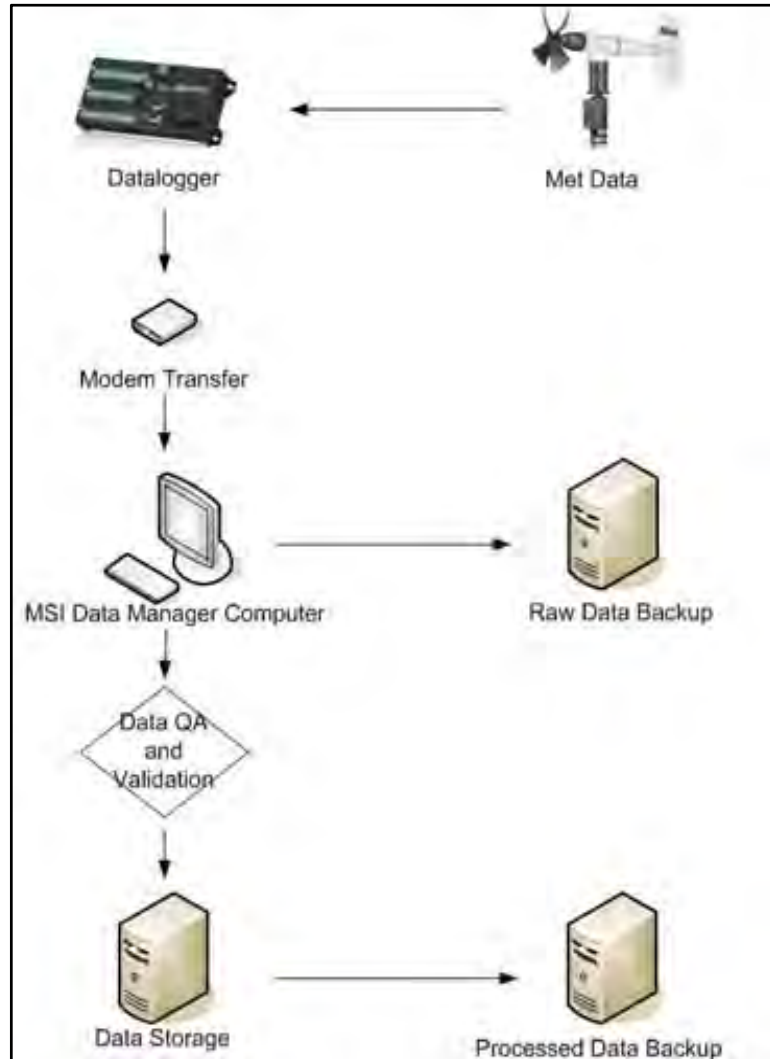 Datalogger
Met Data
Modem Transfer
MSI Data Manager Computer
Raw Data Backup
Data QA
and
Validation
Data Storage
Processed Data Backup